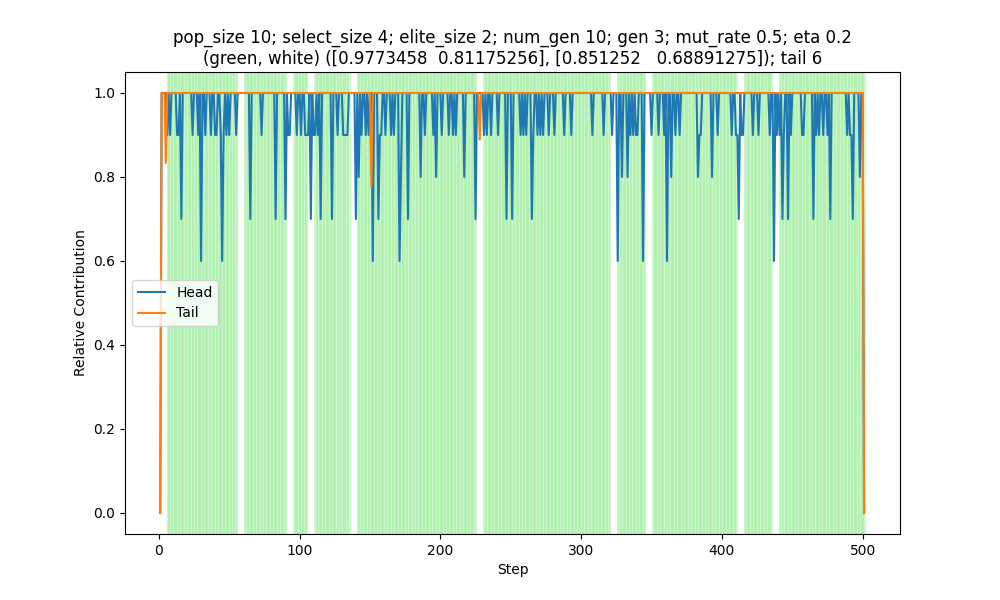 pop_size 10; select_size 4; elite_size 2; num_gen 10; gen 3; mut_rate 0.5; eta 0.2
(green, white) ([0.9773458  0.81175256], [0.851252   0.68891275]); tail 6
1.0
0.8
0.6
0.4
0.2
0.0
Relative Contribution
Head
Tail
0 100 200 300 400 500
Step